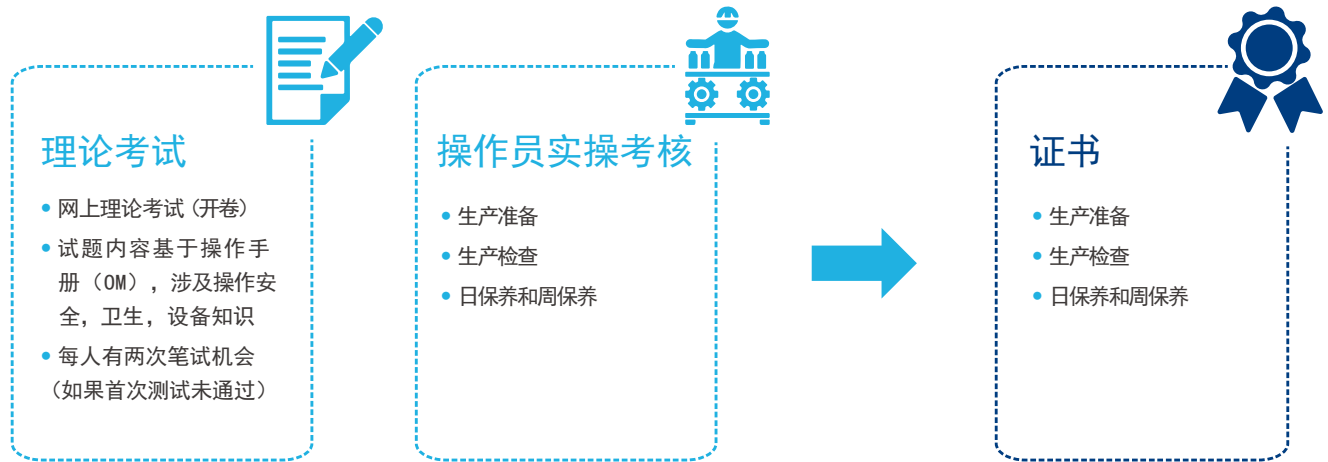 理论考试
• 网上理论考试（开卷）
• 试题内容基于操作手
册（OM），涉及操作安
全，卫生，设备知识
• 每人有两次笔试机会
（如果首次测试未通过）
操作员实操考核
• 生产准备
• 生产检查
• 日保养和周保养
证书
• 生产准备
• 生产检查
• 日保养和周保养